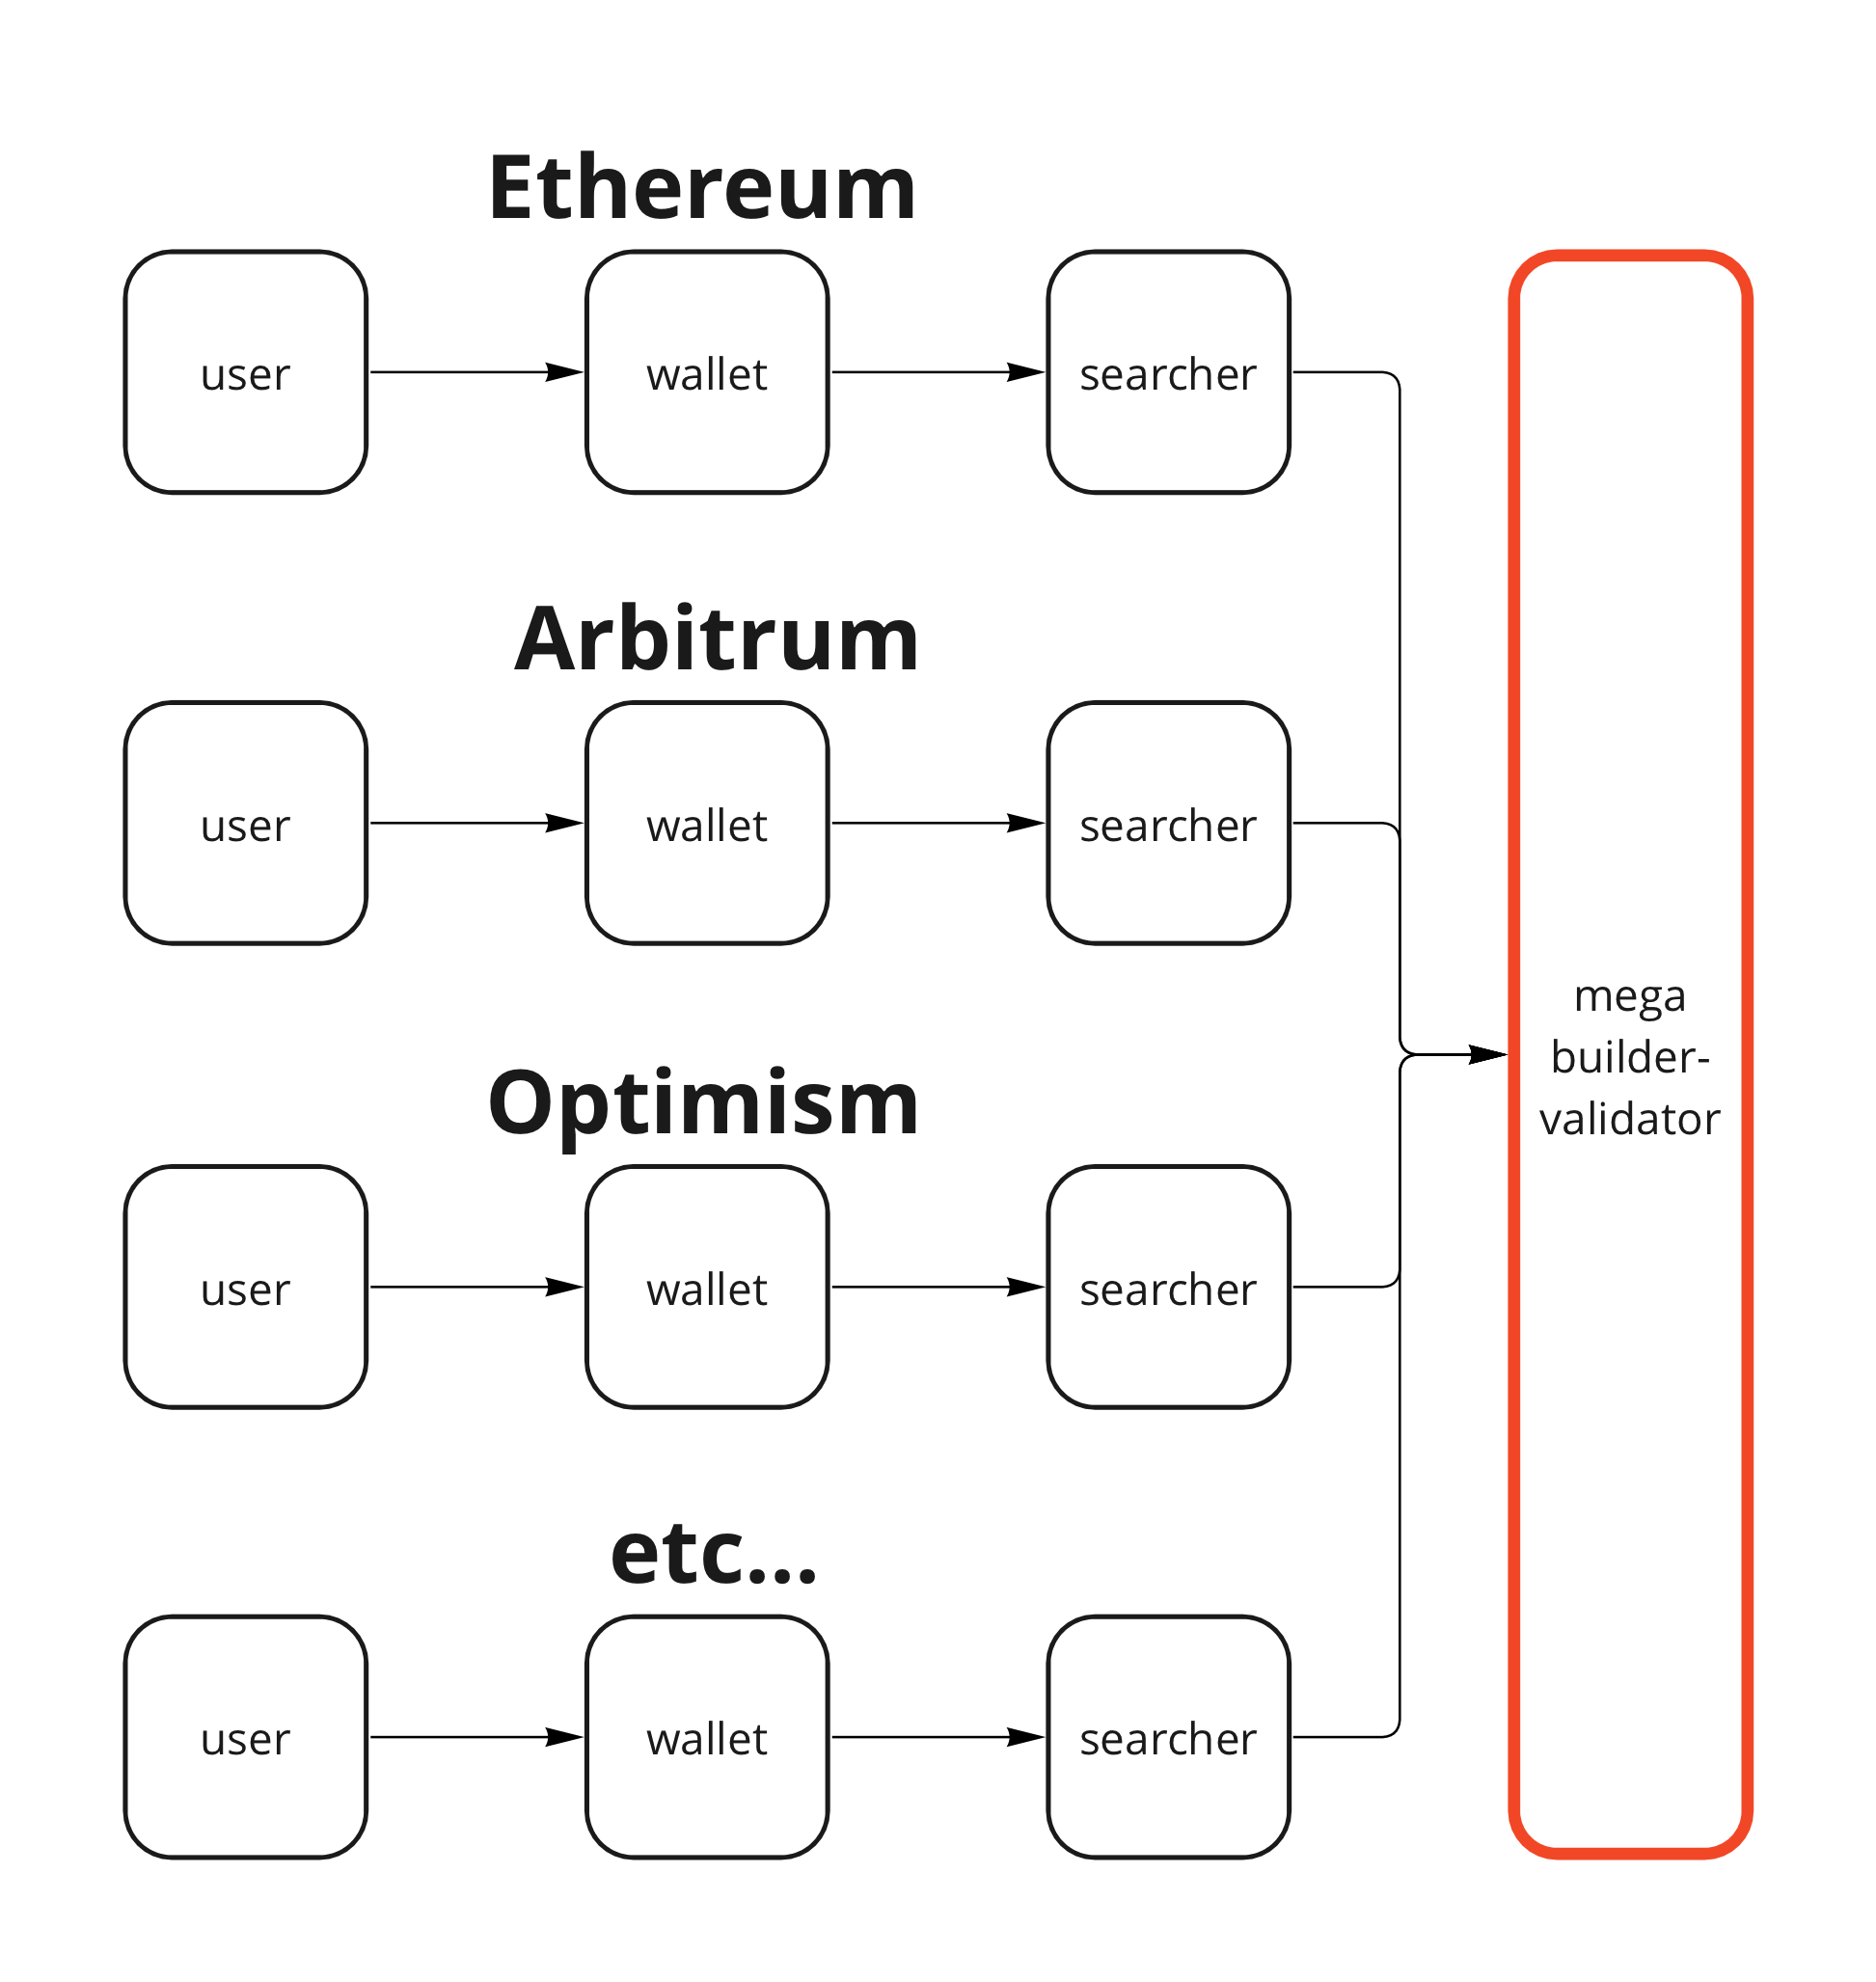 Ethereum
user
wallet
searcher
Arbitrum
user
wallet
searcher
mega
builder-
validator
Optimism
user
wallet
searcher
etc...
user
wallet
searcher